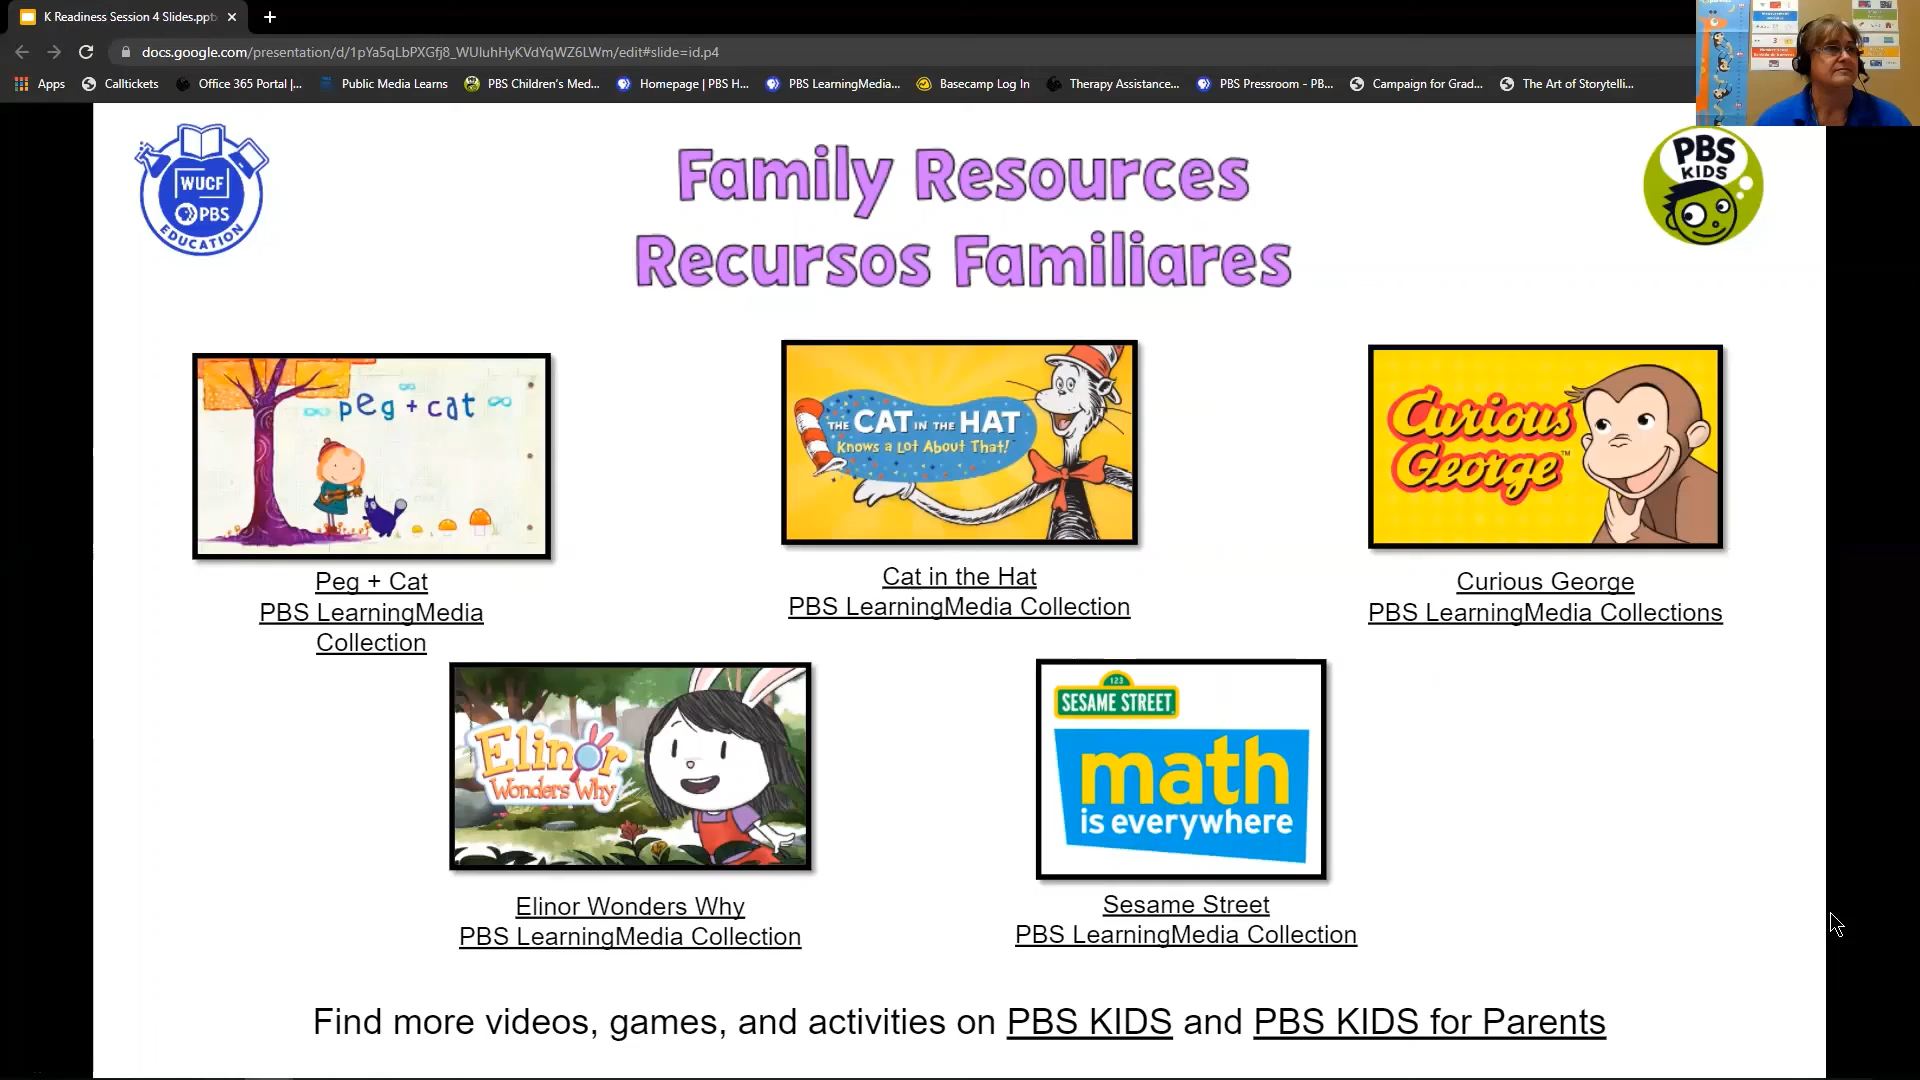 K Readiness Session 4 Slides.ppt
docs.google.com/presentation/d/1pYa5qLbPXGfj8_WUluhHyKVdYqWZ6LWm/edit#slide=id.p4
Apps
Calltickets
Office 365 Portal |...
Public Media Learns
PBS Children's Med...
Homepage | PBS H...
PBS LearningMedia...
Basecamp Log In
Therapy Assistance...
PBS Pressroom - PB...
Campaign for Grad...
The Art of Storytelli...
WUCF
PBS
EDUCATION
Family Resources
Recursos Familiares
PBS
KIDS
peg + cat
THE CAT IN THE HAT
Knows a Lot About That!
Curious
George™
Peg + Cat
PBS LearningMedia
Collection
Cat in the Hat
PBS LearningMedia Collection
Curious George
PBS LearningMedia Collections
Elinor
Wonders Why
123
SESAME STREET
math
is everywhere
Elinor Wonders Why
PBS LearningMedia Collection
Sesame Street
PBS LearningMedia Collection
Find more videos, games, and activities on PBS KIDS and PBS KIDS for Parents